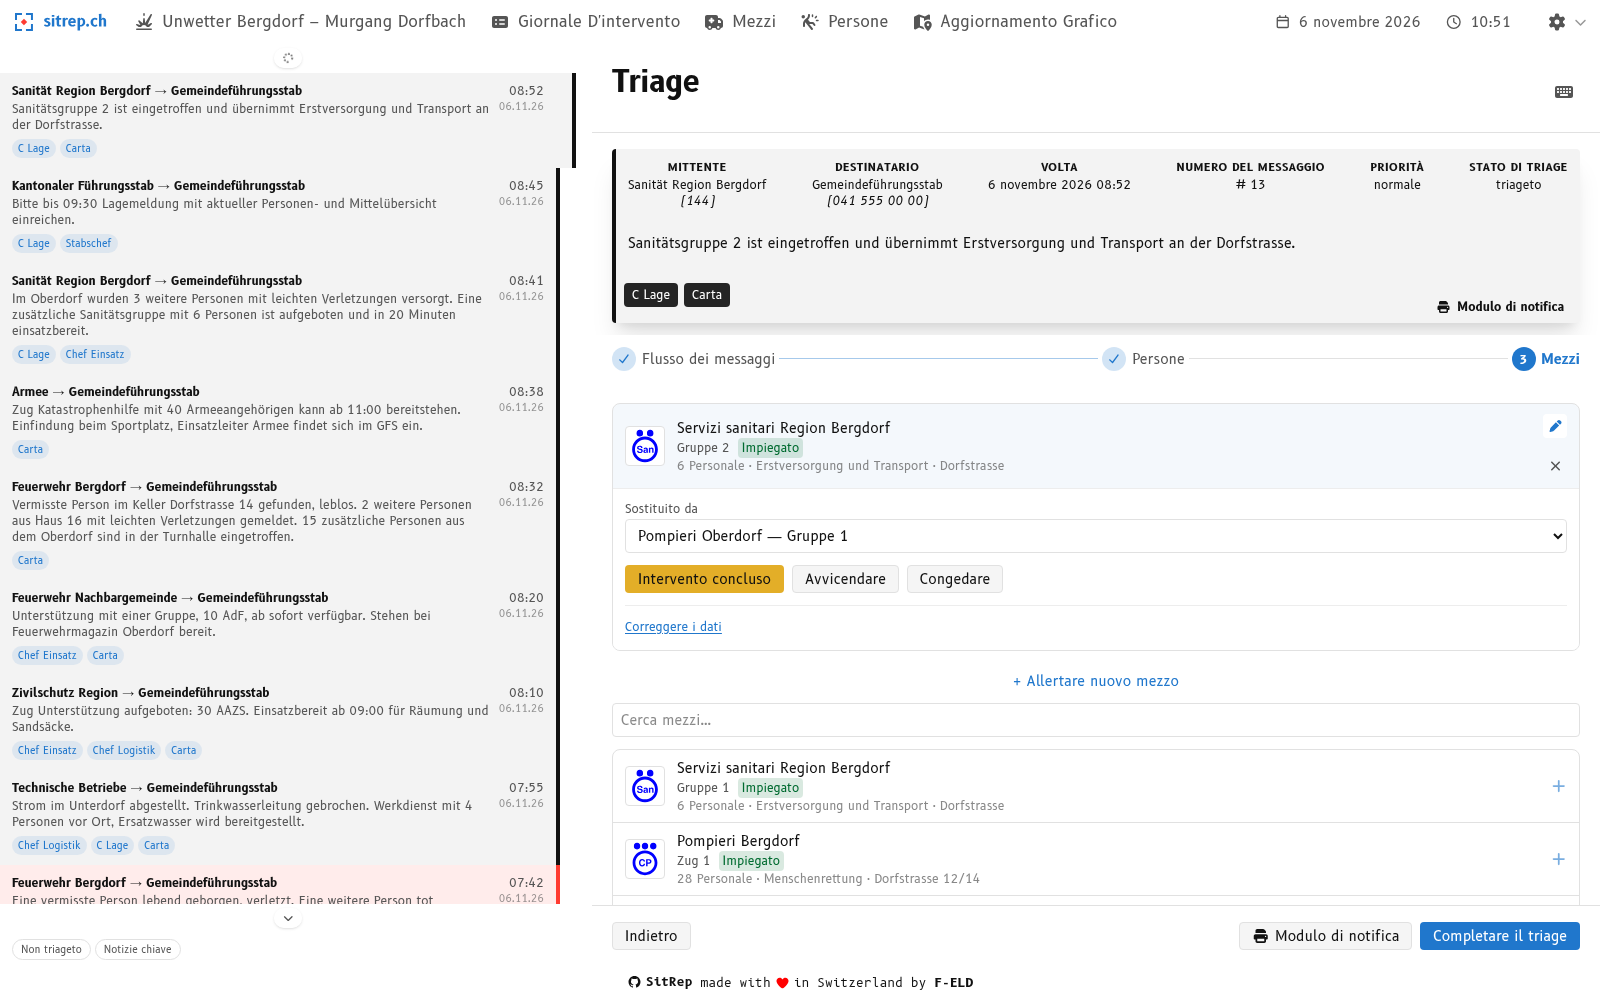 sitrep.ch
Unwetter Bergdorf – Murgang Dorfbach
Giornale D'intervento
Mezzi
Persone
Aggiornamento Grafico
6 novembre 2026
10:51
Sanität Region Bergdorf → Gemeindeführungsstab
08:52
Sanitätsgruppe 2 ist eingetroffen und übernimmt Erstversorgung und Transport an
06.11.26
der Dorfstrasse.
C Lage
Carta
Kantonaler Führungsstab → Gemeindeführungsstab
08:45
Bitte bis 09:30 Lagemeldung mit aktueller Personen- und Mittelübersicht
06.11.26
einreichen.
C Lage
Stabschef
Sanität Region Bergdorf → Gemeindeführungsstab
08:41
Im Oberdorf wurden 3 weitere Personen mit leichten Verletzungen versorgt. Eine
06.11.26
zusätzliche Sanitätsgruppe mit 6 Personen ist aufgeboten und in 20 Minuten
einsatzbereit.
C Lage
Chef Einsatz
Armee → Gemeindeführungsstab
08:38
Zug Katastrophenhilfe mit 40 Armeeangehörigen kann ab 11:00 bereitstehen.
06.11.26
Einfindung beim Sportplatz, Einsatzleiter Armee findet sich im GFS ein.
Carta
Feuerwehr Bergdorf → Gemeindeführungsstab
08:32
Vermisste Person im Keller Dorfstrasse 14 gefunden, leblos. 2 weitere Personen
06.11.26
aus Haus 16 mit leichten Verletzungen gemeldet. 15 zusätzliche Personen aus
dem Oberdorf sind in der Turnhalle eingetroffen.
Carta
Feuerwehr Nachbargemeinde → Gemeindeführungsstab
08:20
Unterstützung mit einer Gruppe, 10 AdF, ab sofort verfügbar. Stehen bei
06.11.26
Feuerwehrmagazin Oberdorf bereit.
Chef Einsatz
Carta
Zivilschutz Region → Gemeindeführungsstab
08:10
Zug Unterstützung aufgeboten: 30 AAZS. Einsatzbereit ab 09:00 für Räumung und
06.11.26
Sandsäcke.
Chef Einsatz
Chef Logistik
Carta
Technische Betriebe → Gemeindeführungsstab
07:55
Strom im Unterdorf abgestellt. Trinkwasserleitung gebrochen. Werkdienst mit 4
06.11.26
Personen vor Ort, Ersatzwasser wird bereitgestellt.
Chef Logistik
C Lage
Carta
Feuerwehr Bergdorf → Gemeindeführungsstab
07:42
Eine vermisste Person lebend geborgen, verletzt. Eine weitere Person tot
06.11.26
Non triageto
Notizie chiave
Triage
MITTENTE
DESTINATARIO
VOLTA
NUMERO DEL MESSAGGIO
PRIORITÀ
STATO DI TRIAGE
Sanität Region Bergdorf
Gemeindeführungsstab
6 novembre 2026 08:52
# 13
normale
triageto
[144]
[041 555 00 00]
Sanitätsgruppe 2 ist eingetroffen und übernimmt Erstversorgung und Transport an der Dorfstrasse.
C Lage
Carta
Modulo di notifica
Flusso dei messaggi
Persone
3
Mezzi
San
Servizi sanitari Region Bergdorf
Gruppe 2
Impiegato
6 Personale · Erstversorgung und Transport · Dorfstrasse
Sostituito da
Pompieri Oberdorf — Gruppe 1
Intervento concluso
Avvicendare
Congedare
Correggere i dati
+ Allertare nuovo mezzo
Cerca mezzi...
San
Servizi sanitari Region Bergdorf
Gruppe 1
Impiegato
6 Personale · Erstversorgung und Transport · Dorfstrasse
CP
Pompieri Bergdorf
Zug 1
Impiegato
28 Personale · Menschenrettung · Dorfstrasse 12/14
Indietro
Modulo di notifica
Completare il triage
SitRep made with ❤ in Switzerland by F-ELD